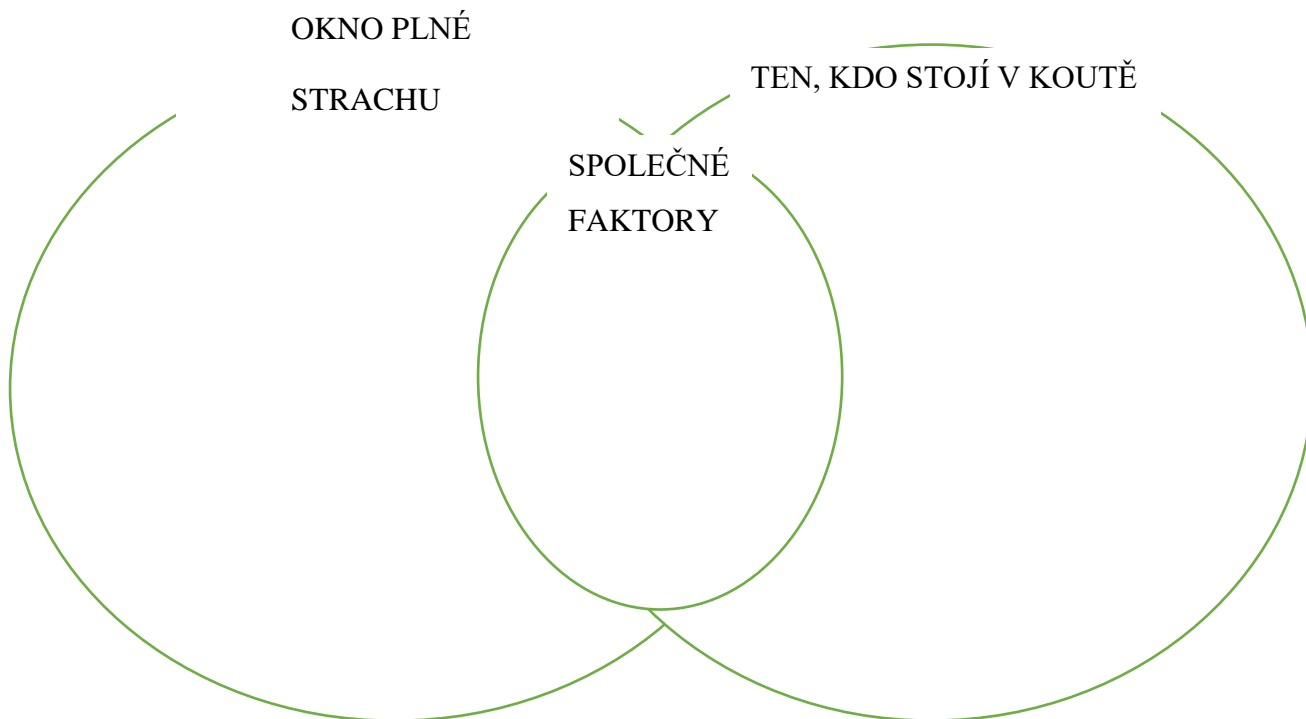 OKNO PLNÉ
STRACHU
TEN, KDO STOJÍ V KOUTĚ
SPOLEČNÉ
FAKTORY